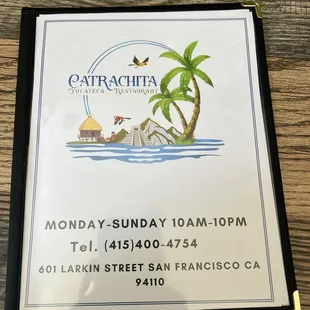 CATRACHITA
YUCATECA RESTAURANT
MONDAY-SUNDAY 10AM-10PM
Tel. (415)400-4754
601 LARKIN STREET SAN FRANCISCO CA
94110